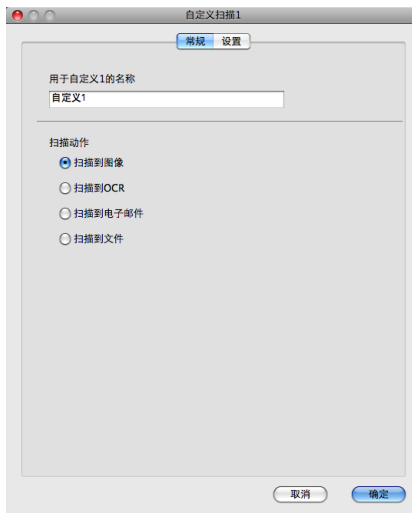 自定义扫描1
常规 设置
用于自定义1的名称
自定义1
扫描动作
扫描到图像
扫描到OCR
扫描到电子邮件
扫描到文件
取消 确定